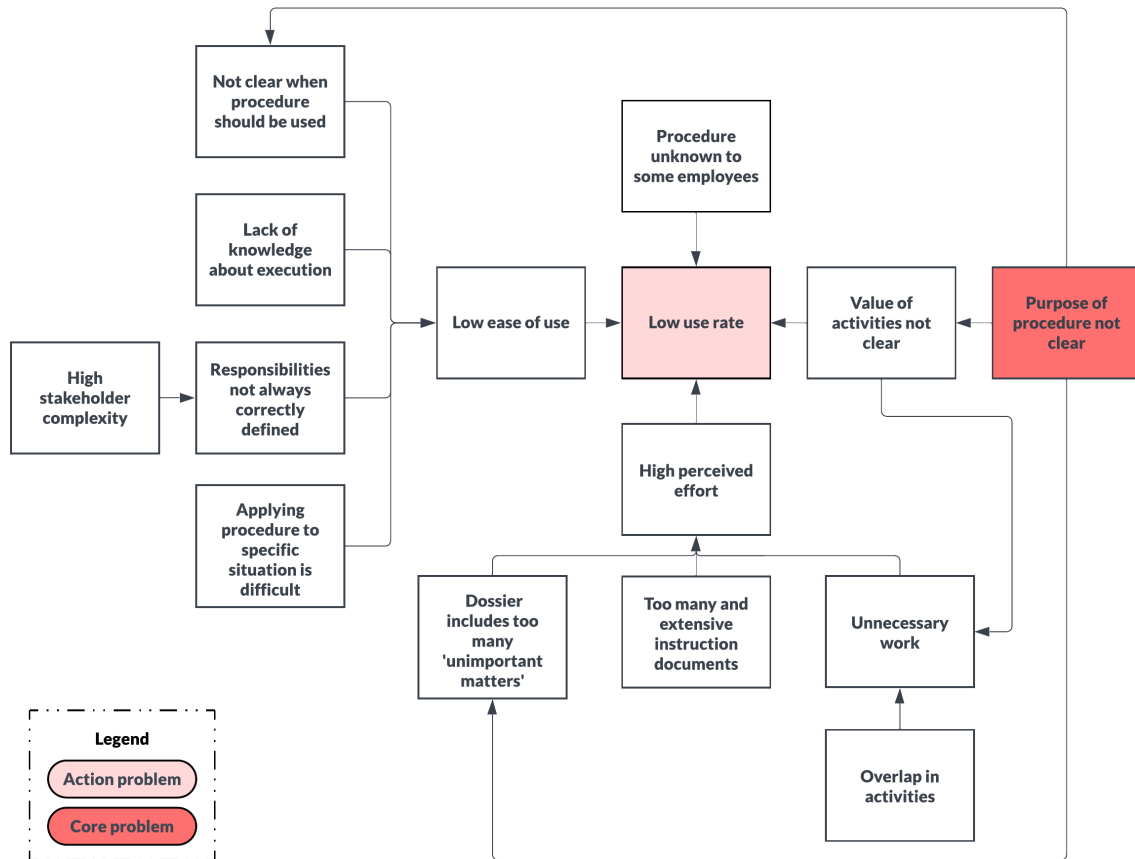 Not clear when
procedure
should be used
Procedure
unknown to
some employees
Lack of
knowledge
about execution
Low ease of use
Low use rate
Value of
activities not
clear
Purpose of
procedure not
clear
High
stakeholder
complexity
Responsibilities
not always
correctly
defined
High perceived
effort
Applying
procedure to
specific
situation is
difficult
Dossier
includes too
many
'unimportant
matters'
Too many and
extensive
instruction
documents
Unnecessary
work
Overlap in
activities
Legend
Action problem
Core problem